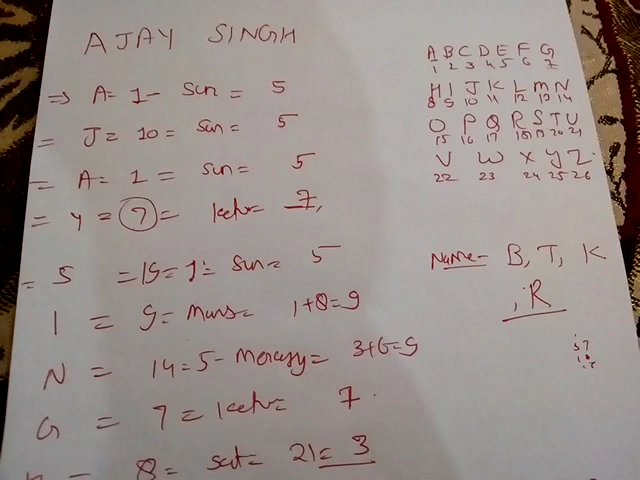 AJAY SINGH
⇒ A= 1- Sun = 5
= J= 10 = Sun = 5
= A= 1 = Sun = 5
= Y = 7 = Ketu= 7,
= S = 19 = 1 = Sun = 5
I = 9= Mars= 1+8=9
N = 14=5- Mercury= 3+6=9
G = 7 = Ketu= 7.
8= sat= 21= 3
A B C D E F G
1 2 3 4 5 6 7
H I J K L M N
8 9 10 11 12 13 14
O P Q R S T U
15 16 17 18 19 20 21
V W X Y Z
22 23 24 25 26
Name- B, T, K
, R